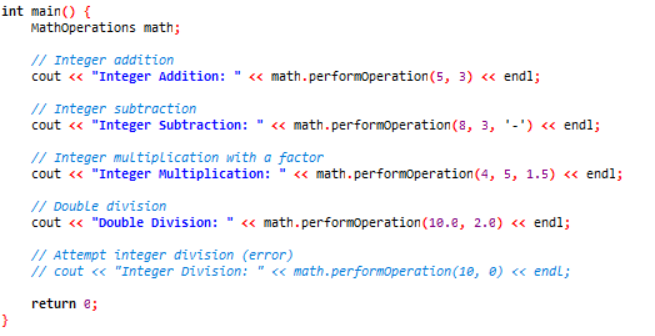 int main() {
    MathOperations math;

    // Integer addition
    cout << "Integer Addition: " << math.performOperation(5, 3) << endl;

    // Integer subtraction
    cout << "Integer Subtraction: " << math.performOperation(8, 3, '-') << endl;

    // Integer multiplication with a factor
    cout << "Integer Multiplication: " << math.performOperation(4, 5, 1.5) << endl;

    // Double division
    cout << "Double Division: " << math.performOperation(10.0, 2.0) << endl;

    // Attempt integer division (error)
    // cout << "Integer Division: " << math.performOperation(10, 0) << endl;

    return 0;
}